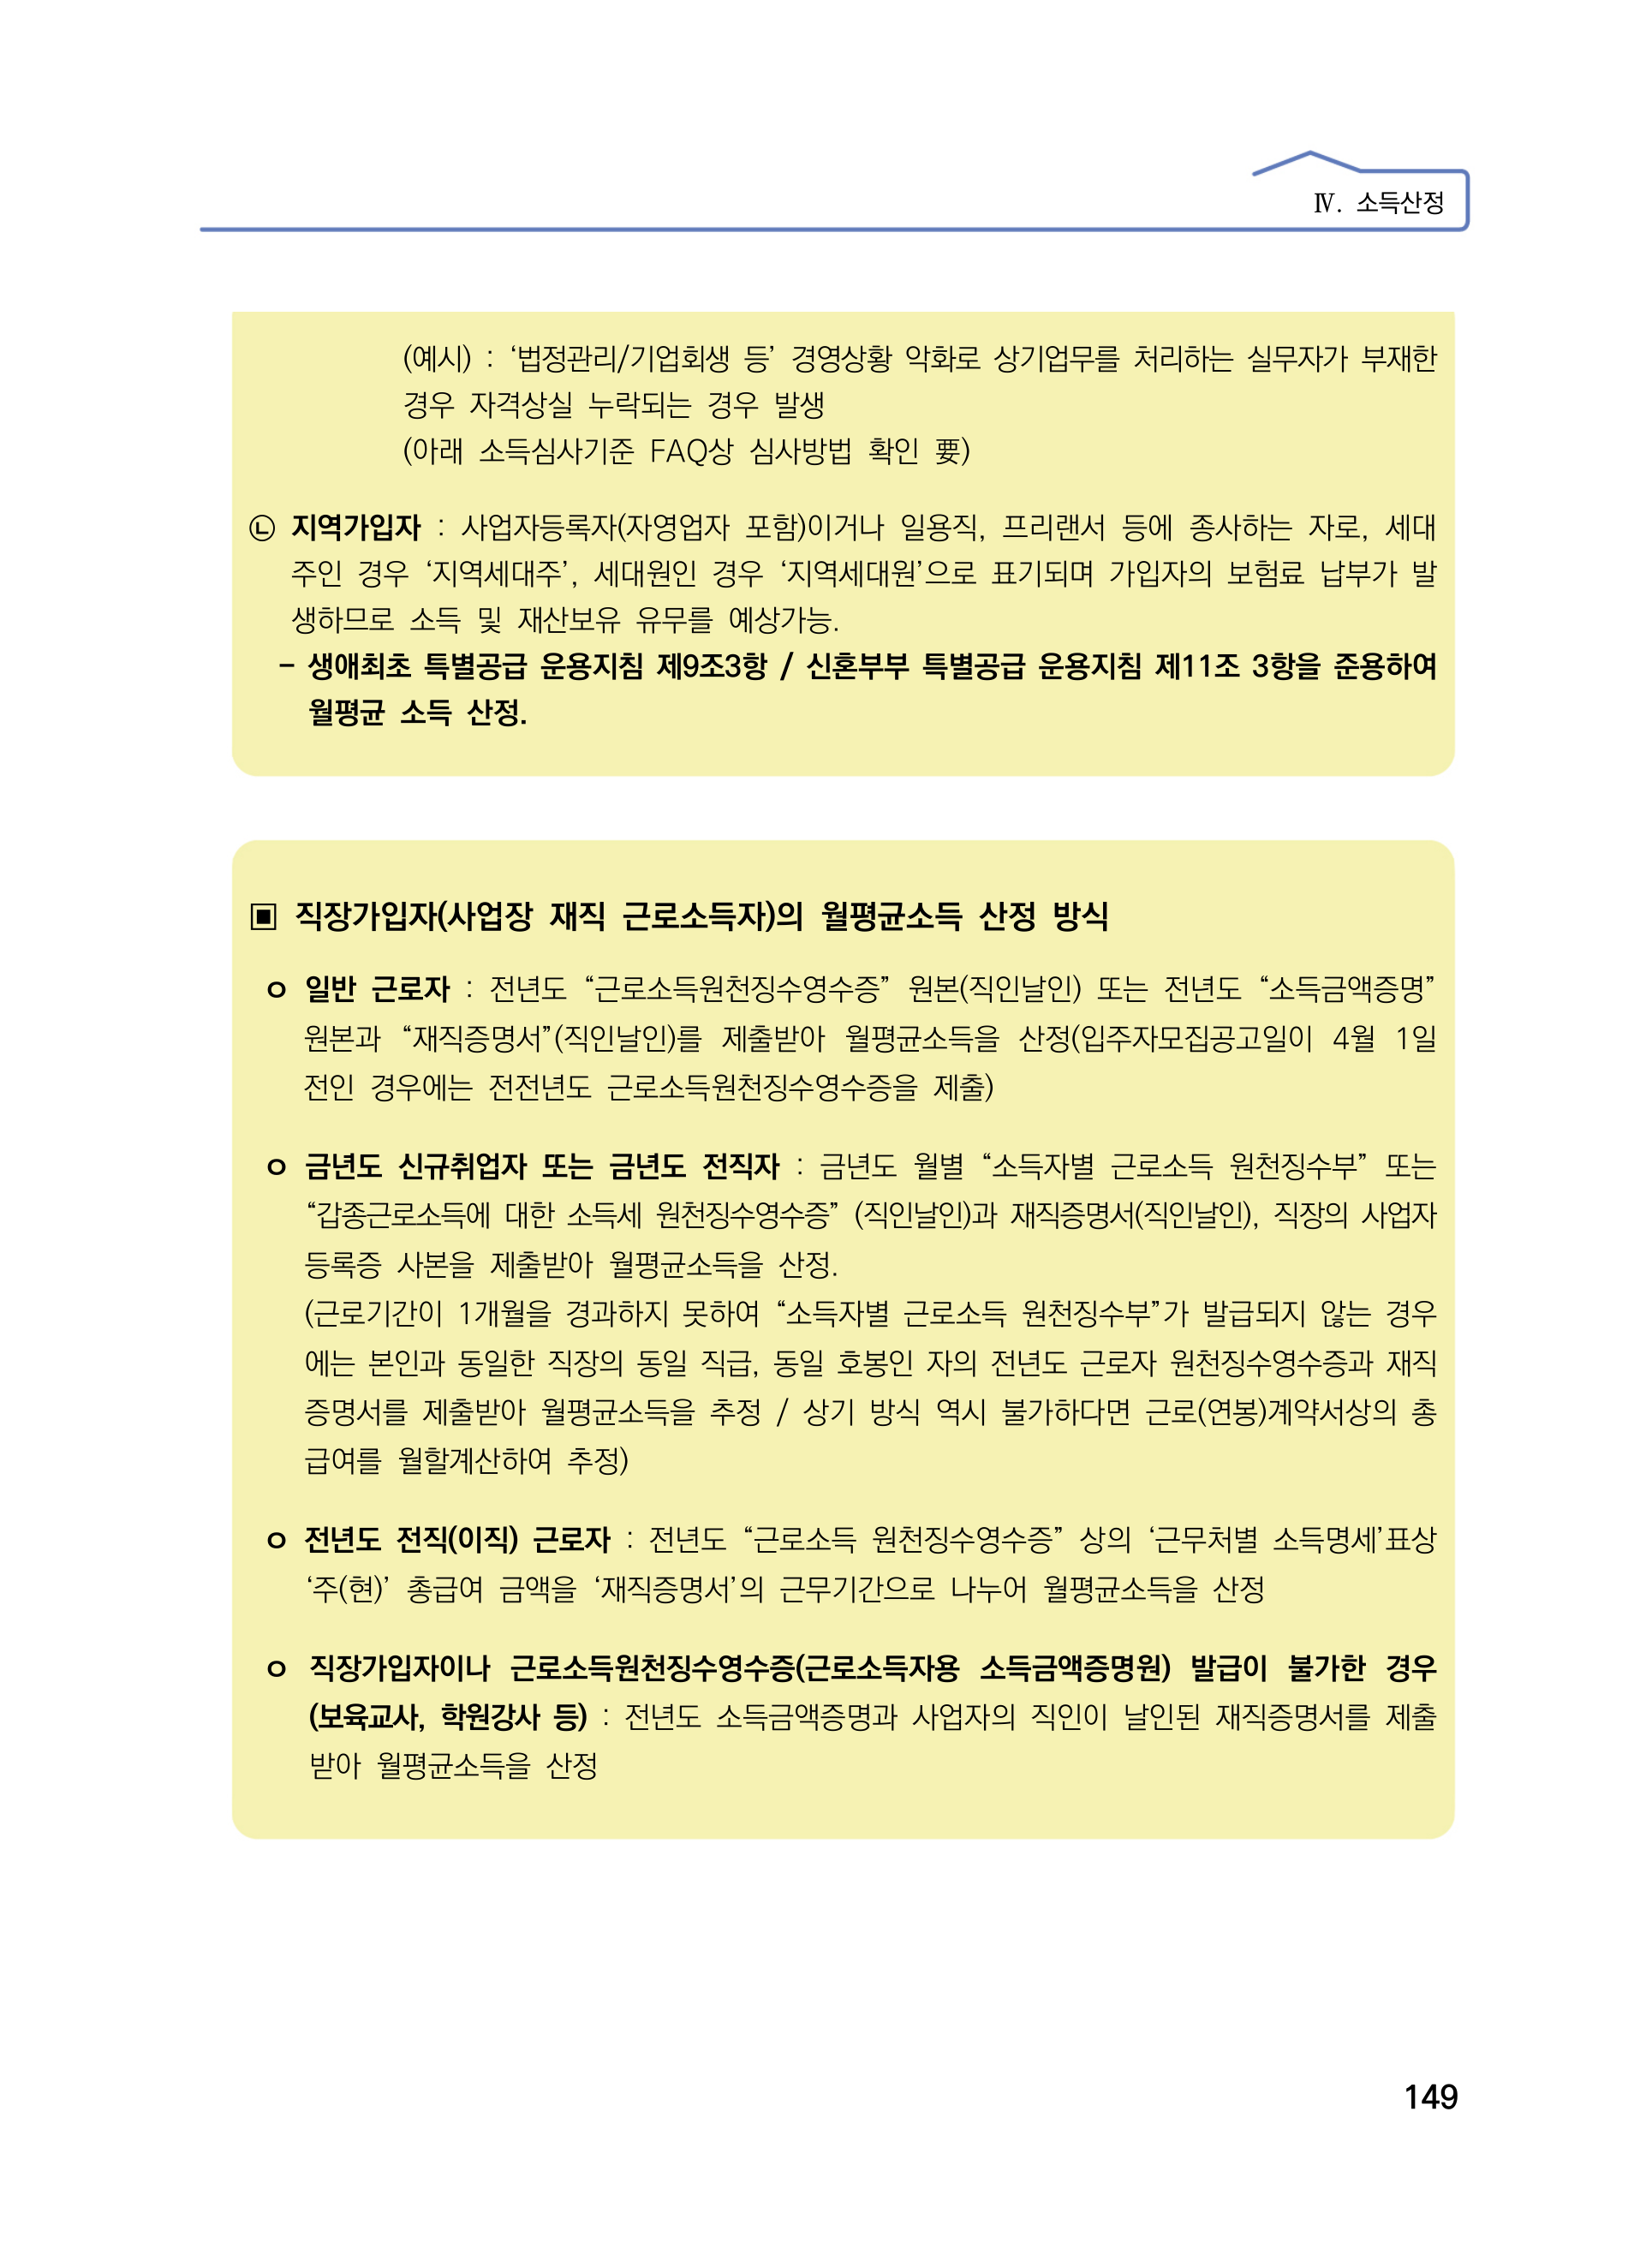 Ⅳ. 소득산정
(예시) : ‘법정관리/기업회생 등’ 경영상황 악화로 상기업무를 처리하는 실무자가 부재한
경우 자격상실 누락되는 경우 발생
(아래 소득심사기준 FAQ상 심사방법 확인 要)
㉡ 지역가입자 : 사업자등록자(자영업자 포함)이거나 일용직, 프리랜서 등에 종사하는 자로, 세대
주인 경우 ‘지역세대주’, 세대원인 경우 ‘지역세대원’으로 표기되며 가입자의 보험료 납부가 발
생하므로 소득 및 재산보유 유무를 예상가능.
- 생애최초 특별공급 운용지침 제9조3항 / 신혼부부 특별공급 운용지침 제11조 3항을 준용하여
월평균 소득 산정.
▣ 직장가입자(사업장 재직 근로소득자)의 월평균소득 산정 방식
ㅇ 일반 근로자 : 전년도 “근로소득원천징수영수증” 원본(직인날인) 또는 전년도 “소득금액증명”
원본과 “재직증명서”(직인날인)를 제출받아 월평균소득을 산정(입주자모집공고일이 4월 1일
전인 경우에는 전전년도 근로소득원천징수영수증을 제출)
ㅇ 금년도 신규취업자 또는 금년도 전직자 : 금년도 월별 “소득자별 근로소득 원천징수부” 또는
“갑종근로소득에 대한 소득세 원천징수영수증” (직인날인)과 재직증명서(직인날인), 직장의 사업자
등록증 사본을 제출받아 월평균소득을 산정.
(근로기간이 1개월을 경과하지 못하여 “소득자별 근로소득 원천징수부”가 발급되지 않는 경우
에는 본인과 동일한 직장의 동일 직급, 동일 호봉인 자의 전년도 근로자 원천징수영수증과 재직
증명서를 제출받아 월평균소득을 추정 / 상기 방식 역시 불가하다면 근로(연봉)계약서상의 총
급여를 월할계산하여 추정)
ㅇ 전년도 전직(이직) 근로자 : 전년도 “근로소득 원천징수영수증” 상의 ‘근무처별 소득명세’표상
‘주(현)’ 총급여 금액을 ‘재직증명서’의 근무기간으로 나누어 월평균소득을 산정
ㅇ 직장가입자이나 근로소득원천징수영수증(근로소득자용 소득금액증명원) 발급이 불가한 경우
(보육교사, 학원강사 등) : 전년도 소득금액증명과 사업자의 직인이 날인된 재직증명서를 제출
받아 월평균소득을 산정
149